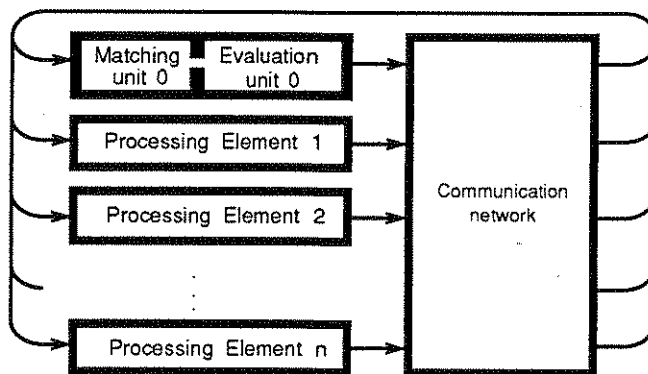 Matching
unit 0
Evaluation
unit 0
Processing Element 1
Processing Element 2
Communication
network
Processing Element n